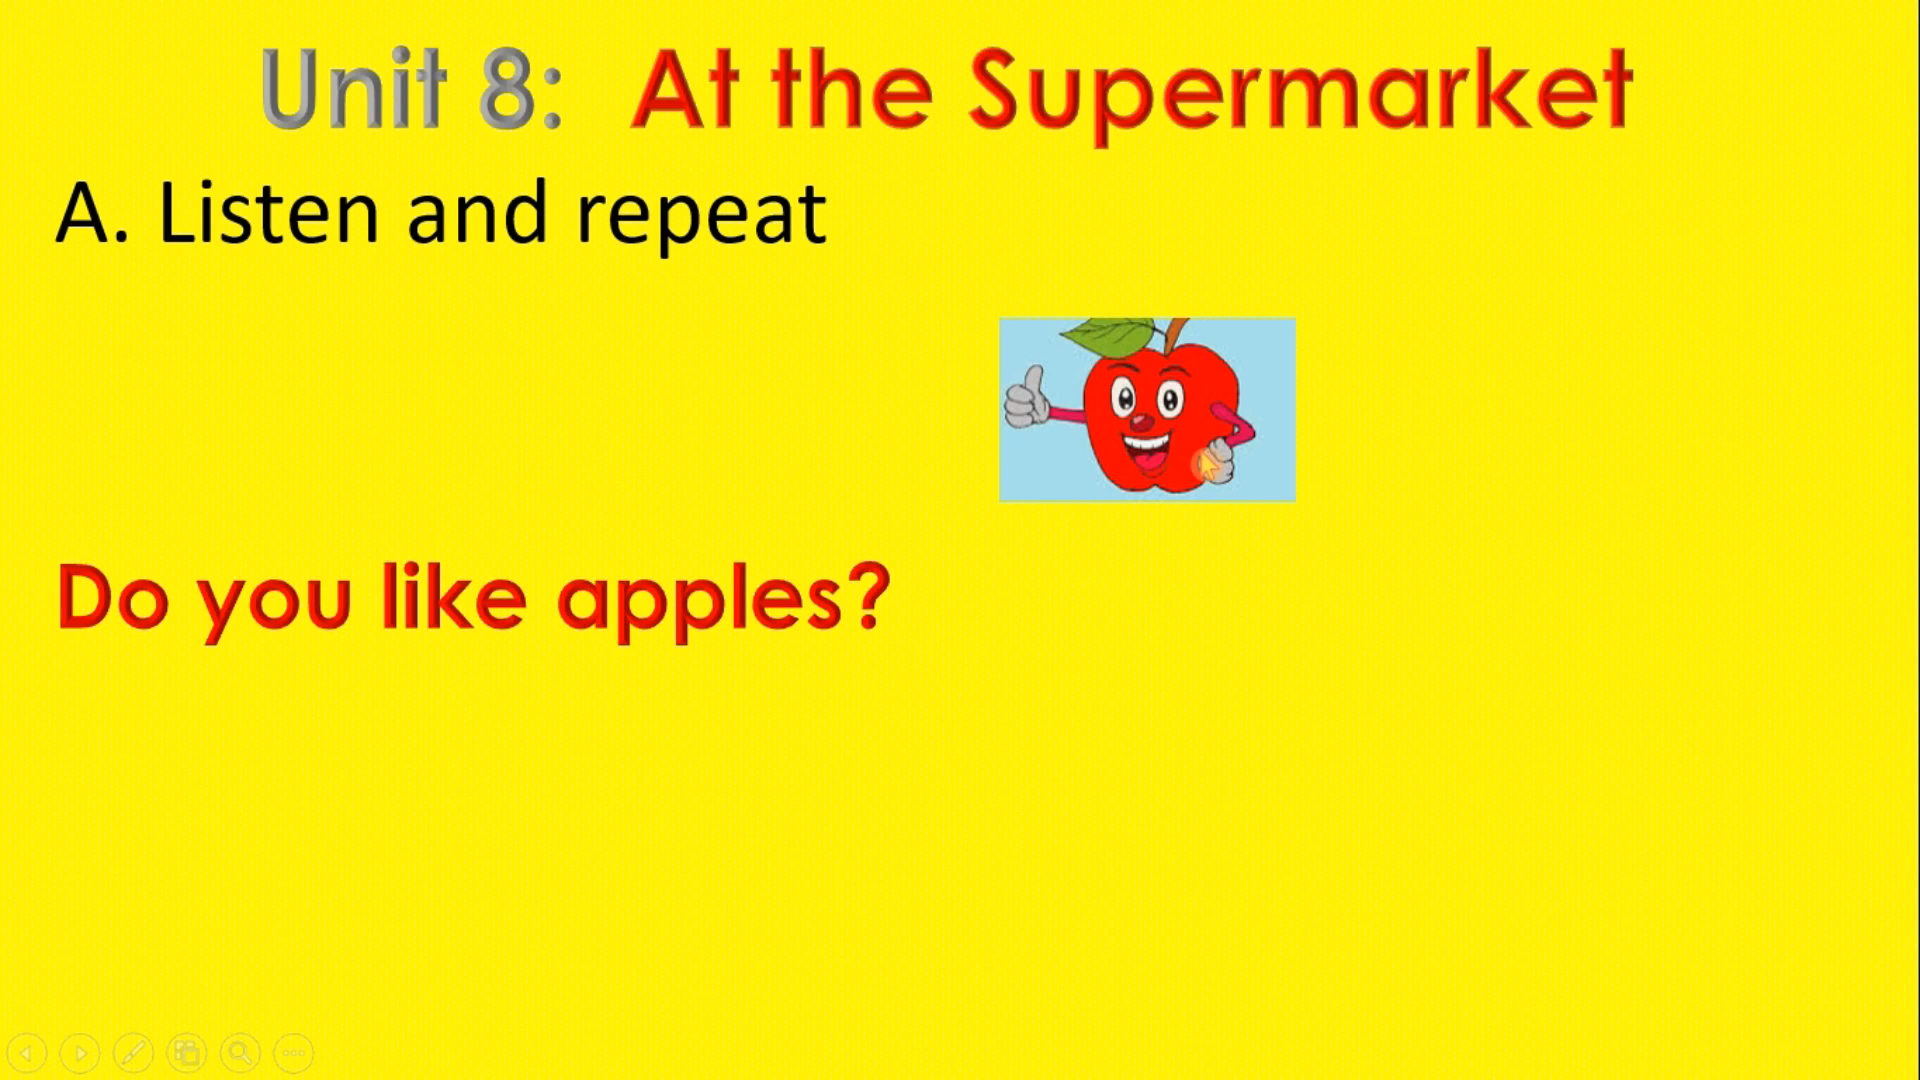 Unit 8: At the Supermarket
A. Listen and repeat
Do you like apples?